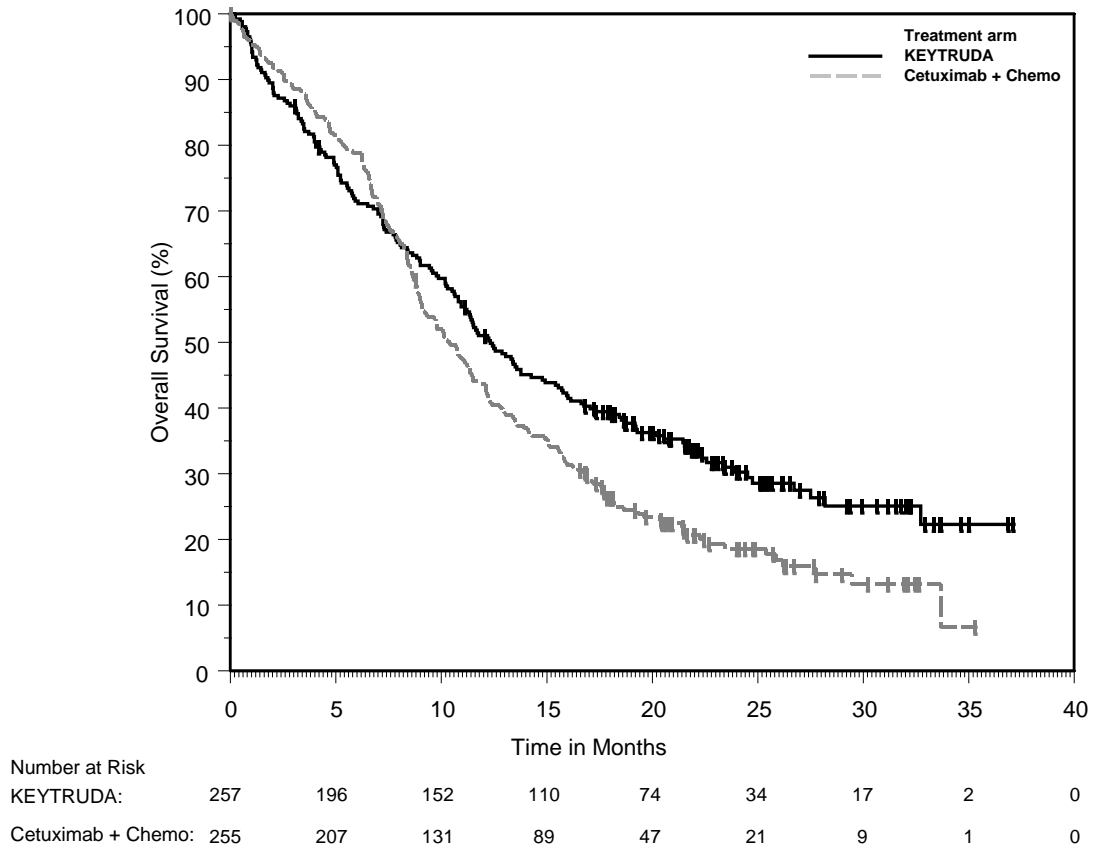 Treatment arm
KEYTRUDA
Cetuximab + Chemo
Overall Survival (%)
100
90
80
70
60
50
40
30
20
10
0
0 5 10 15 20 25 30 35 40
Time in Months
Number at Risk
KEYTRUDA: 257 196 152 110 74 34 17 2 0
Cetuximab + Chemo: 255 207 131 89 47 21 9 1 0